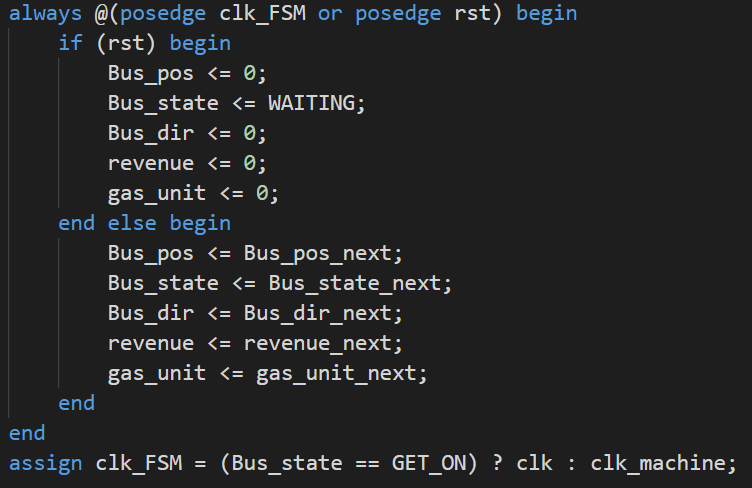 always @(posedge clk_FSM or posedge rst) begin
    if (rst) begin
        Bus_pos <= 0;
        Bus_state <= WAITING;
        Bus_dir <= 0;
        revenue <= 0;
        gas_unit <= 0;
    end else begin
        Bus_pos <= Bus_pos_next;
        Bus_state <= Bus_state_next;
        Bus_dir <= Bus_dir_next;
        revenue <= revenue_next;
        gas_unit <= gas_unit_next;
    end
end
assign clk_FSM = (Bus_state == GET_ON) ? clk : clk_machine;